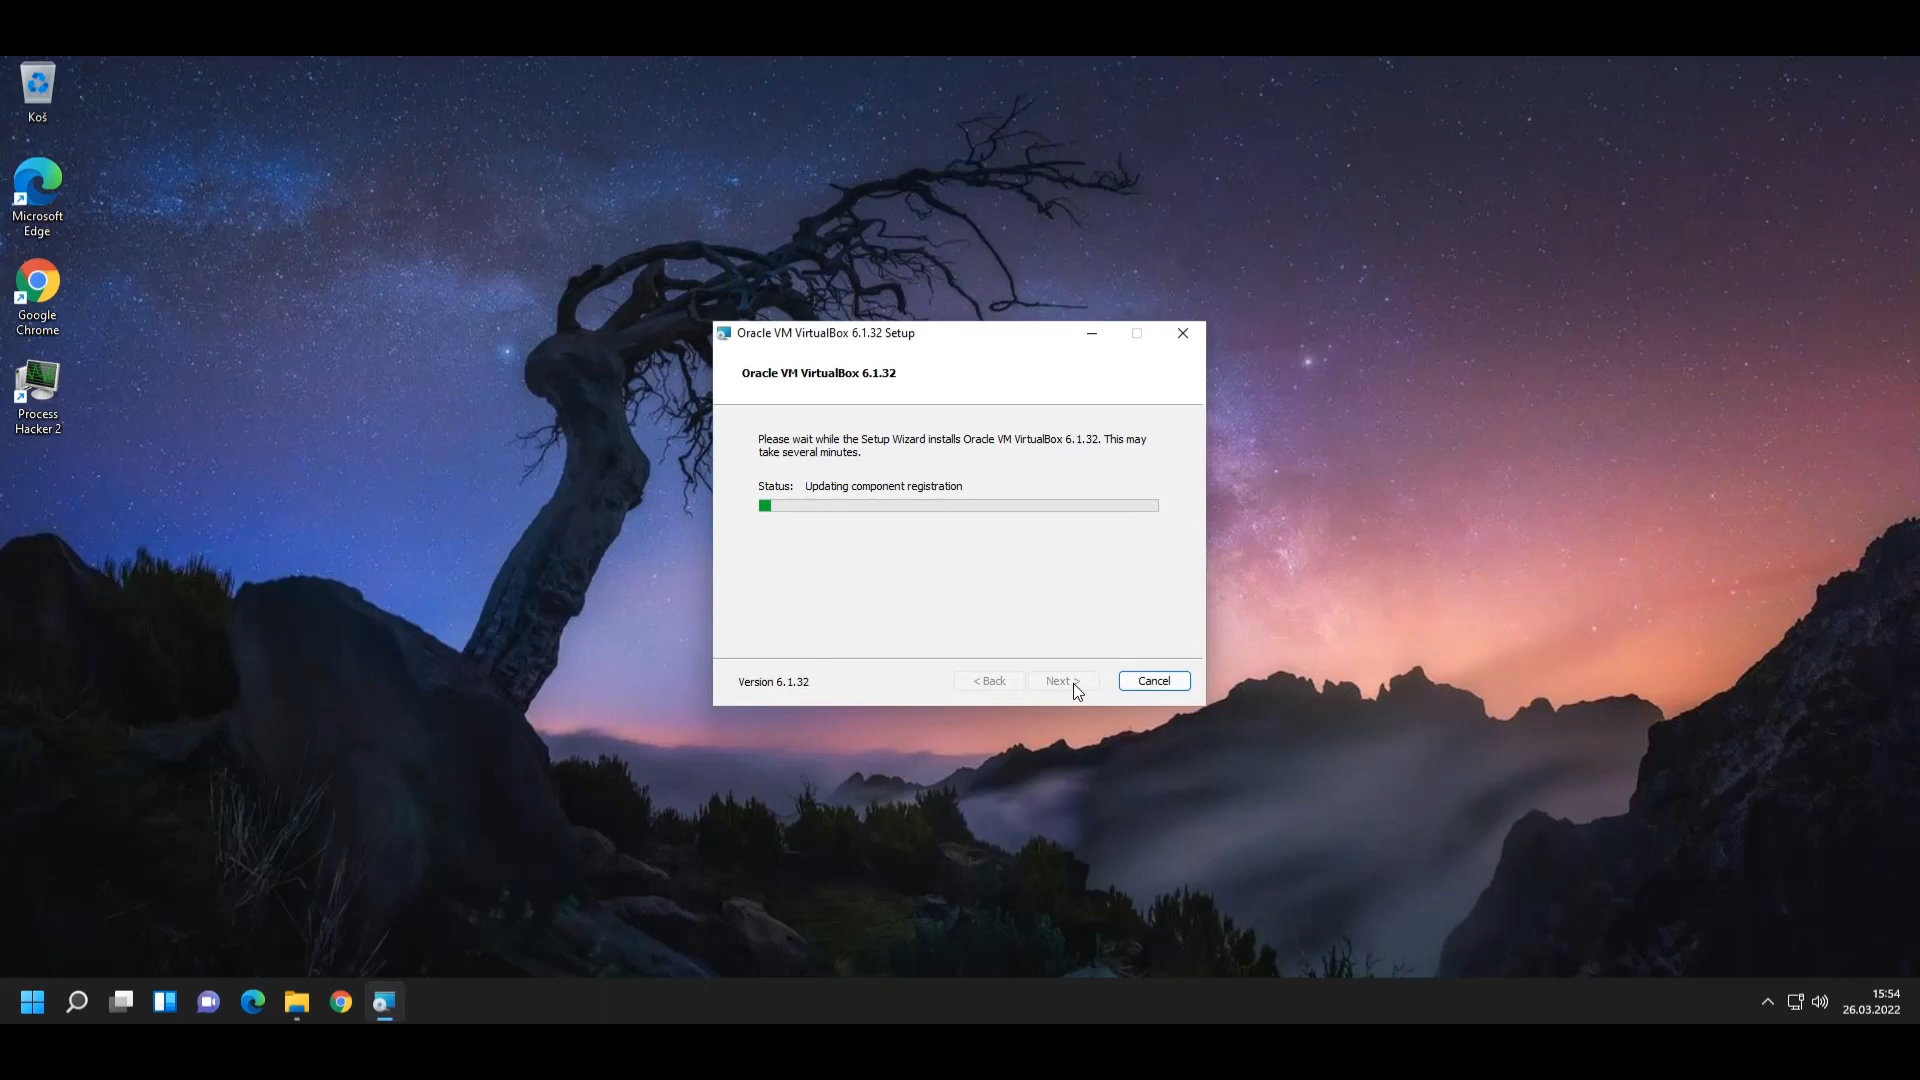 Koš
Microsoft
Edge
Google
Chrome
Process
Hacker 2
Oracle VM VirtualBox 6.1.32 Setup
Oracle VM VirtualBox 6.1.32
Please wait while the Setup Wizard installs Oracle VM VirtualBox 6.1.32. This may
take several minutes.
Status: Updating component registration
Version 6.1.32
< Back
Next >
Cancel
15:54
26.03.2022